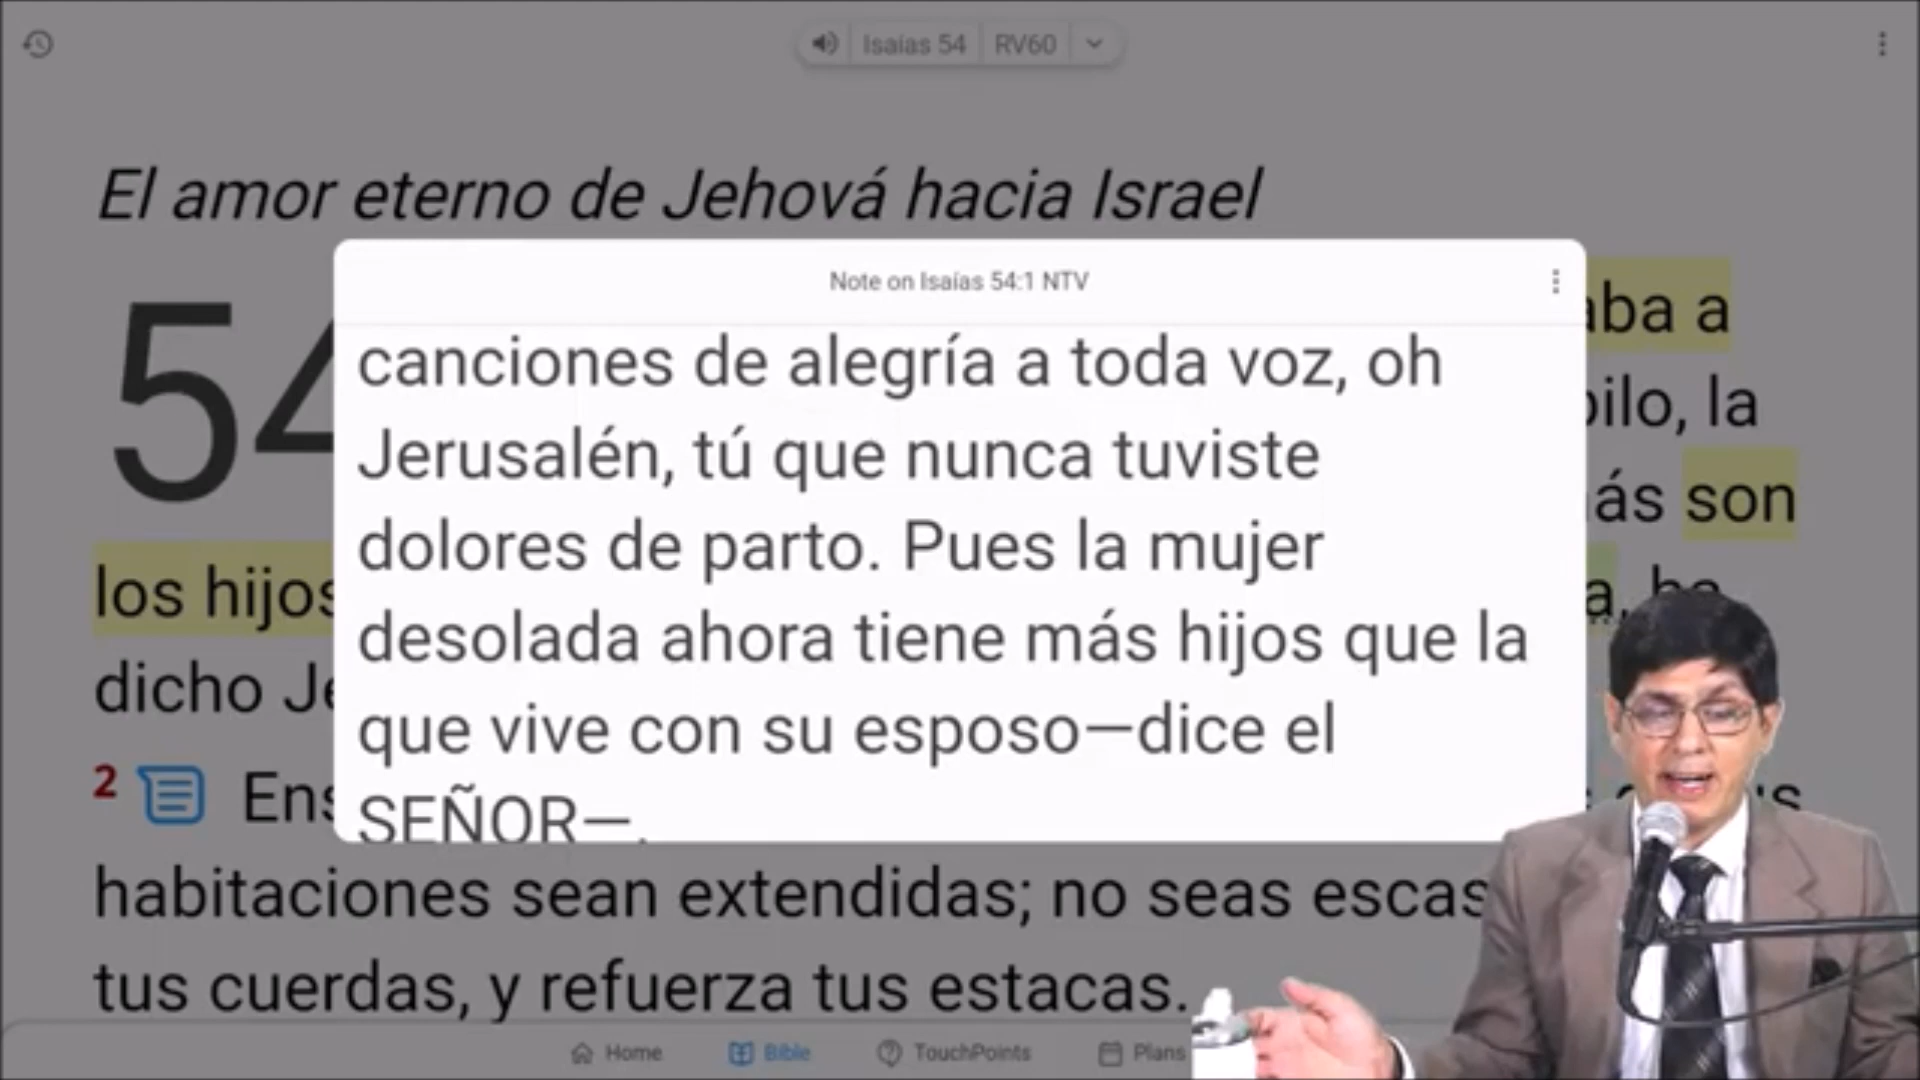 Isaías 54 RV60
El amor eterno de Jehová hacia Israel
54
aba a
la
son
los hijos
dicho
Note on Isaías 54:1 NTV
canciones de alegría a toda voz, oh
Jerusalén, tú que nunca tuviste
dolores de parto. Pues la mujer
desolada ahora tiene más hijos que la
que vive con su esposo—dice el
SEÑOR—.
2 Ens
habitaciones sean extendidas; no seas escas
tus cuerdas, y refuerza tus estacas.
Home Bible TouchPoints Plans